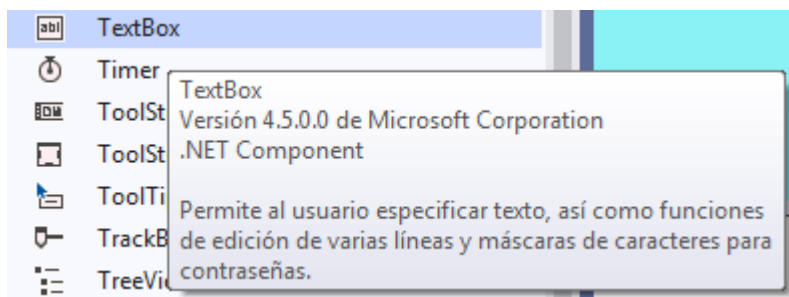 TextBox
Timer
TextBox
ToolSt
Versión 4.5.0.0 de Microsoft Corporation
ToolSt
.NET Component
ToolTi
Permite al usuario especificar texto, así como funciones
TrackB
de edición de varias líneas y máscaras de caracteres para
TreeVi
contraseñas.